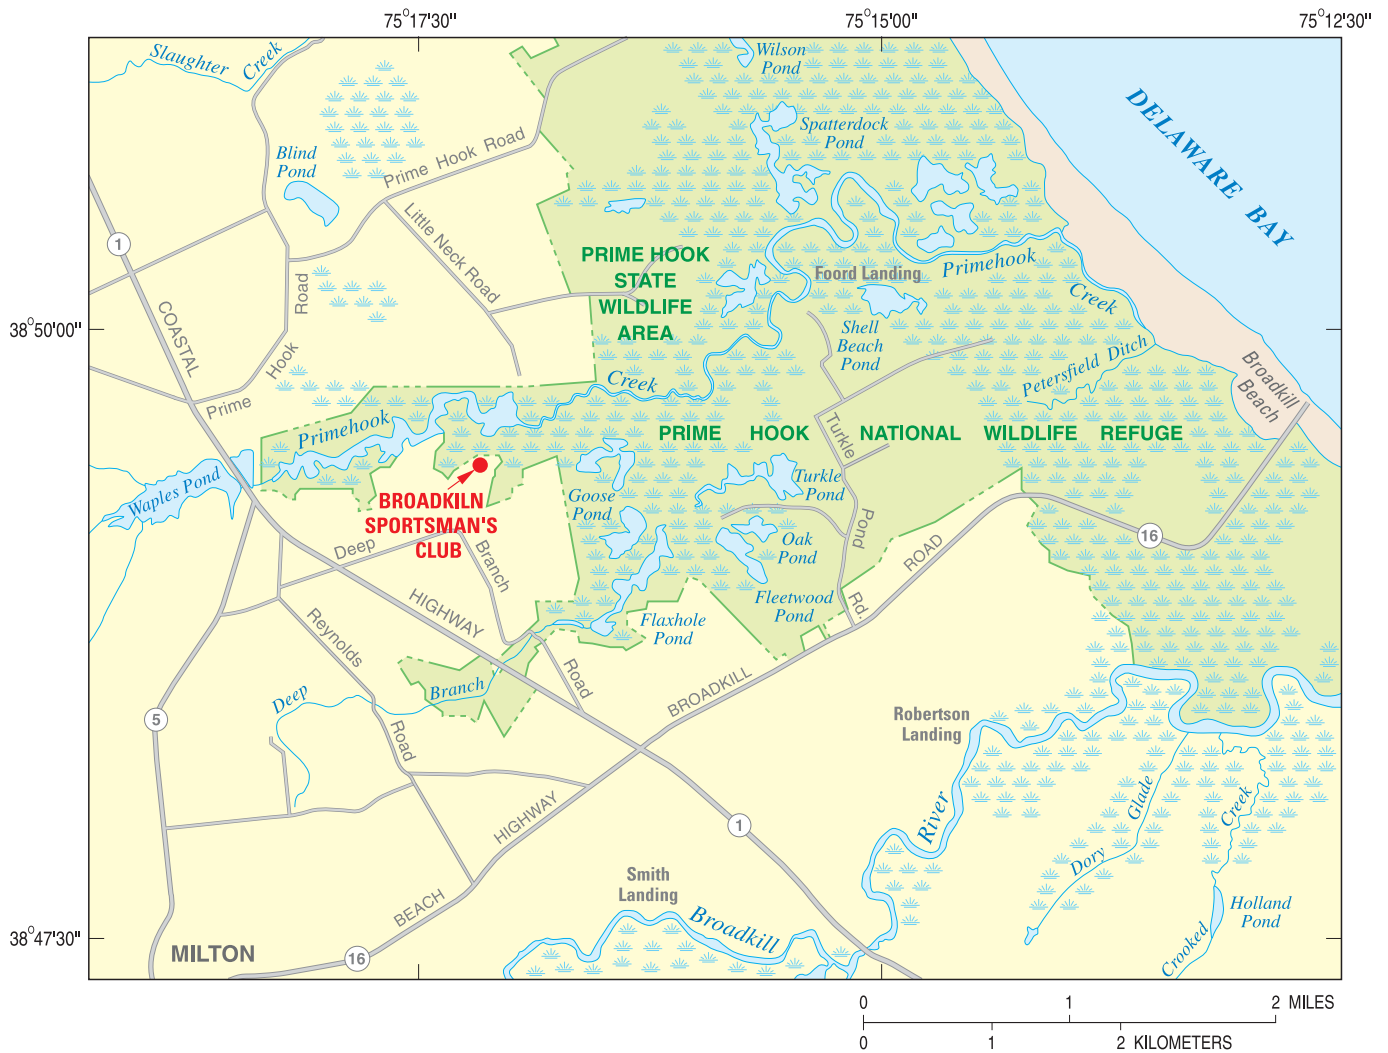 75°17'30"
75°15'00"
75°12'30"
Slaughter
Creek
Wilson
Pond
DELAWARE BAY
Spatterdock
Pond
Blind
Pond
Prime Hook Road
Little Neck Road
1
PRIME HOOK
STATE
WILDLIFE
AREA
Primehook
Creek
Foord Landing
Road
Hook
Prime
COASTAL
38°50'00"
Shell
Beach
Pond
Petersfield Ditch
Broadkill
Beach
Creek
Primehook
PRIME HOOK NATIONAL WILDLIFE REFUGE
Turkle
Pond
Rd.
Waples Pond
BROADKILN
SPORTSMAN'S
CLUB
Goose
Pond
Turkle
Pond
Oak
Pond
Fleetwood
Pond
16
ROAD
Deep
Branch
Road
HIGHWAY
Reynolds
Road
Flaxhole
Pond
Branch
Deep
BROADKILL
5
Robertson
Landing
HIGHWAY
1
River
Glade
Dory
Creek
Crooked
Smith
Landing
BEACH
Broadkill
Holland
Pond
38°47'30"
MILTON
16
0 1 2 MILES
0 1 2 KILOMETERS